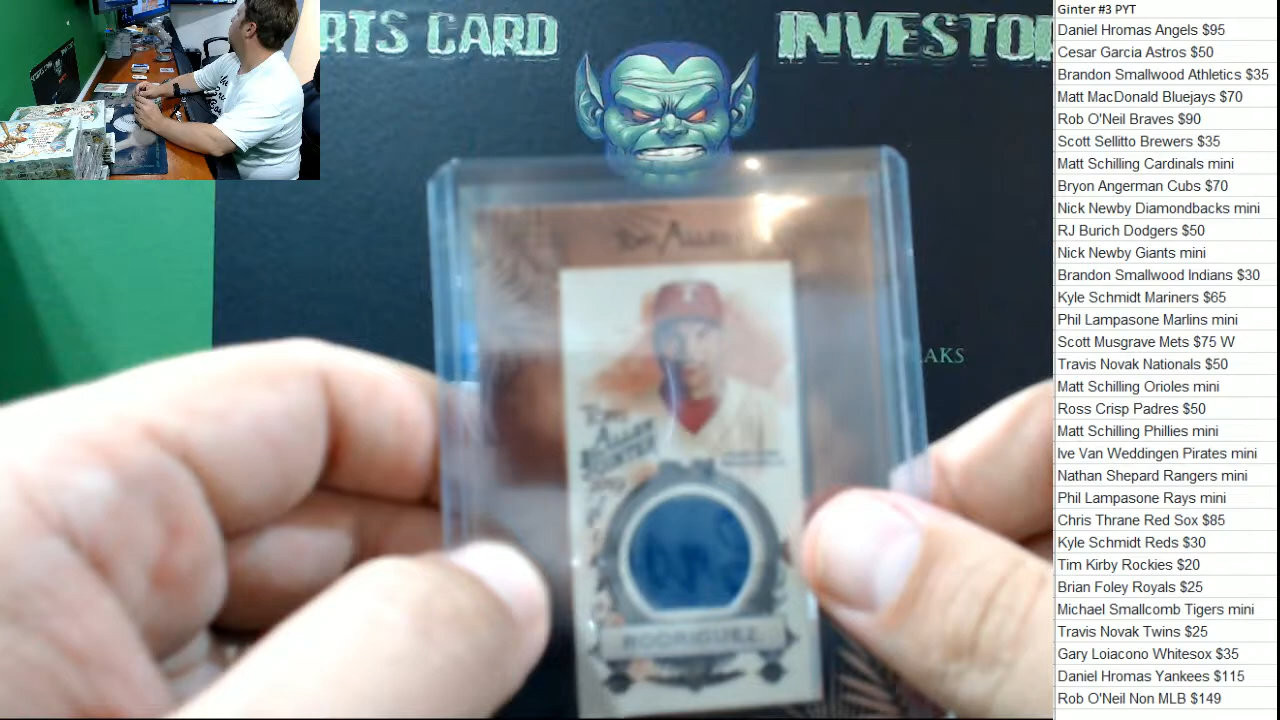 RTS CARD INVESTO
AKS
RODRIGUEZ
Ginter #3 PYT
Daniel Hromas Angels $95
Cesar Garcia Astros $50
Brandon Smallwood Athletics $35
Matt MacDonald Bluejays $70
Rob O'Neil Braves $90
Scott Sellitto Brewers $35
Matt Schilling Cardinals mini
Bryon Angerman Cubs $70
Nick Newby Diamondbacks mini
RJ Burich Dodgers $50
Nick Newby Giants mini
Brandon Smallwood Indians $30
Kyle Schmidt Mariners $65
Phil Lampasone Marlins mini
Scott Musgrave Mets $75 W
Travis Novak Nationals $50
Matt Schilling Orioles mini
Ross Crisp Padres $50
Matt Schilling Phillies mini
Ive Van Weddingen Pirates mini
Nathan Shepard Rangers mini
Phil Lampasone Rays mini
Chris Thrane Red Sox $85
Kyle Schmidt Reds $30
Tim Kirby Rockies $20
Brian Foley Royals $25
Michael Smallcomb Tigers mini
Travis Novak Twins $25
Gary Loiacono Whitesox $35
Daniel Hromas Yankees $115
Rob O'Neil Non MLB $149